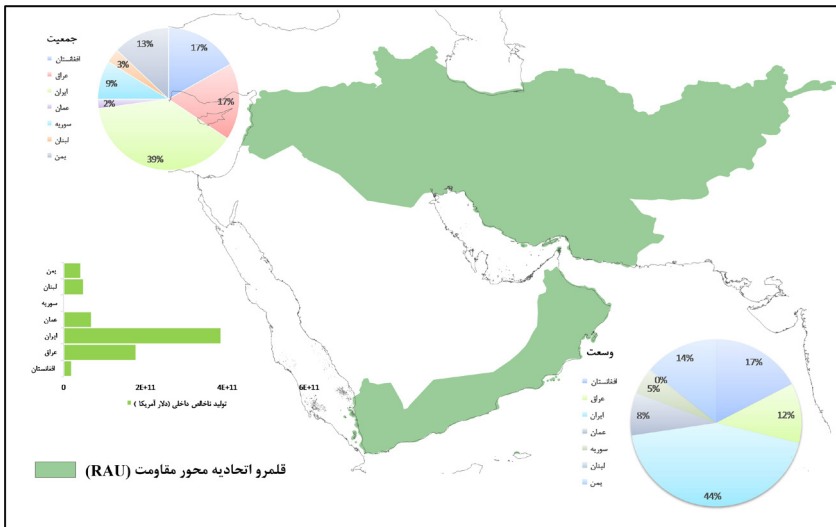 جمعیت
افغانستان
عراق
ایران
عمان
سوریه
لبنان
یمن
17%
17%
39%
2%
9%
3%
13%
یمن
لبنان
سوریه
عمان
ایران
عراق
افغانستان
0
2E+11
4E+11
6E+11
تولید ناخالص داخلی (دلار آمریکا )
وسعت
افغانستان
عراق
ایران
عمان
سوریه
لبنان
یمن
17%
12%
44%
8%
5%
0%
14%
قلمرو اتحادیه محور مقاومت (RAU)